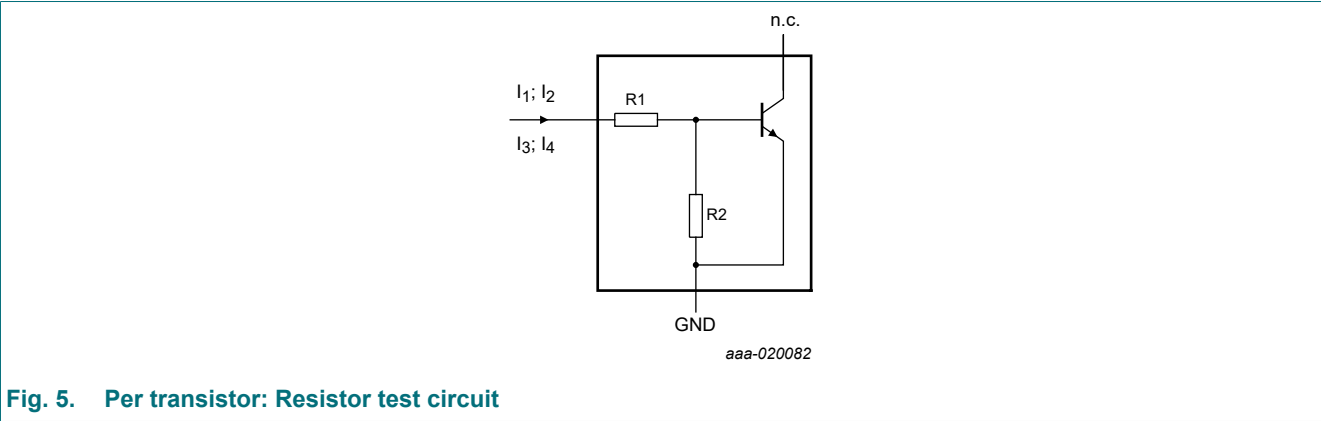 n.c.
I1; I2
R1
I3; I4
R2
GND
aaa-020082
Fig. 5. Per transistor: Resistor test circuit